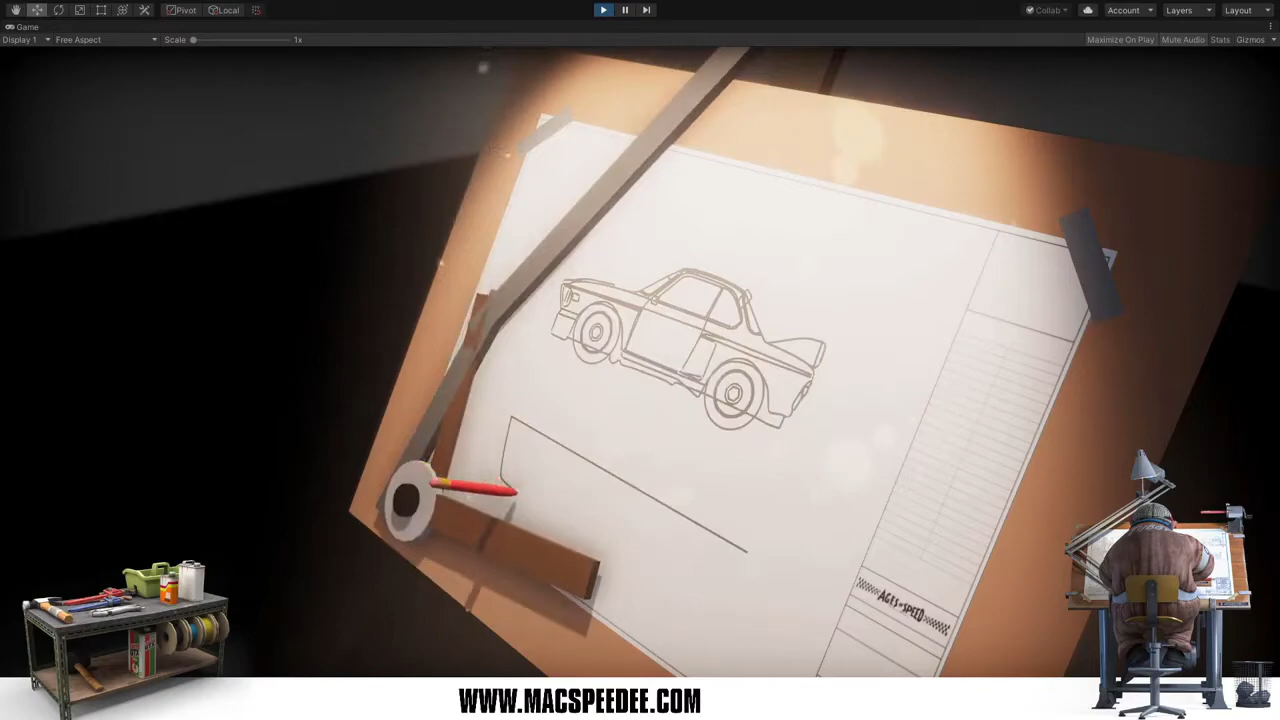 Pivot Local Collab Account Layers Layout
Game
Display 1 Free Aspect Scale 1x Maximize On Play Mute Audio Stats Gizmos
AGES of SPEED
WWW.MACSPEEDEE.COM